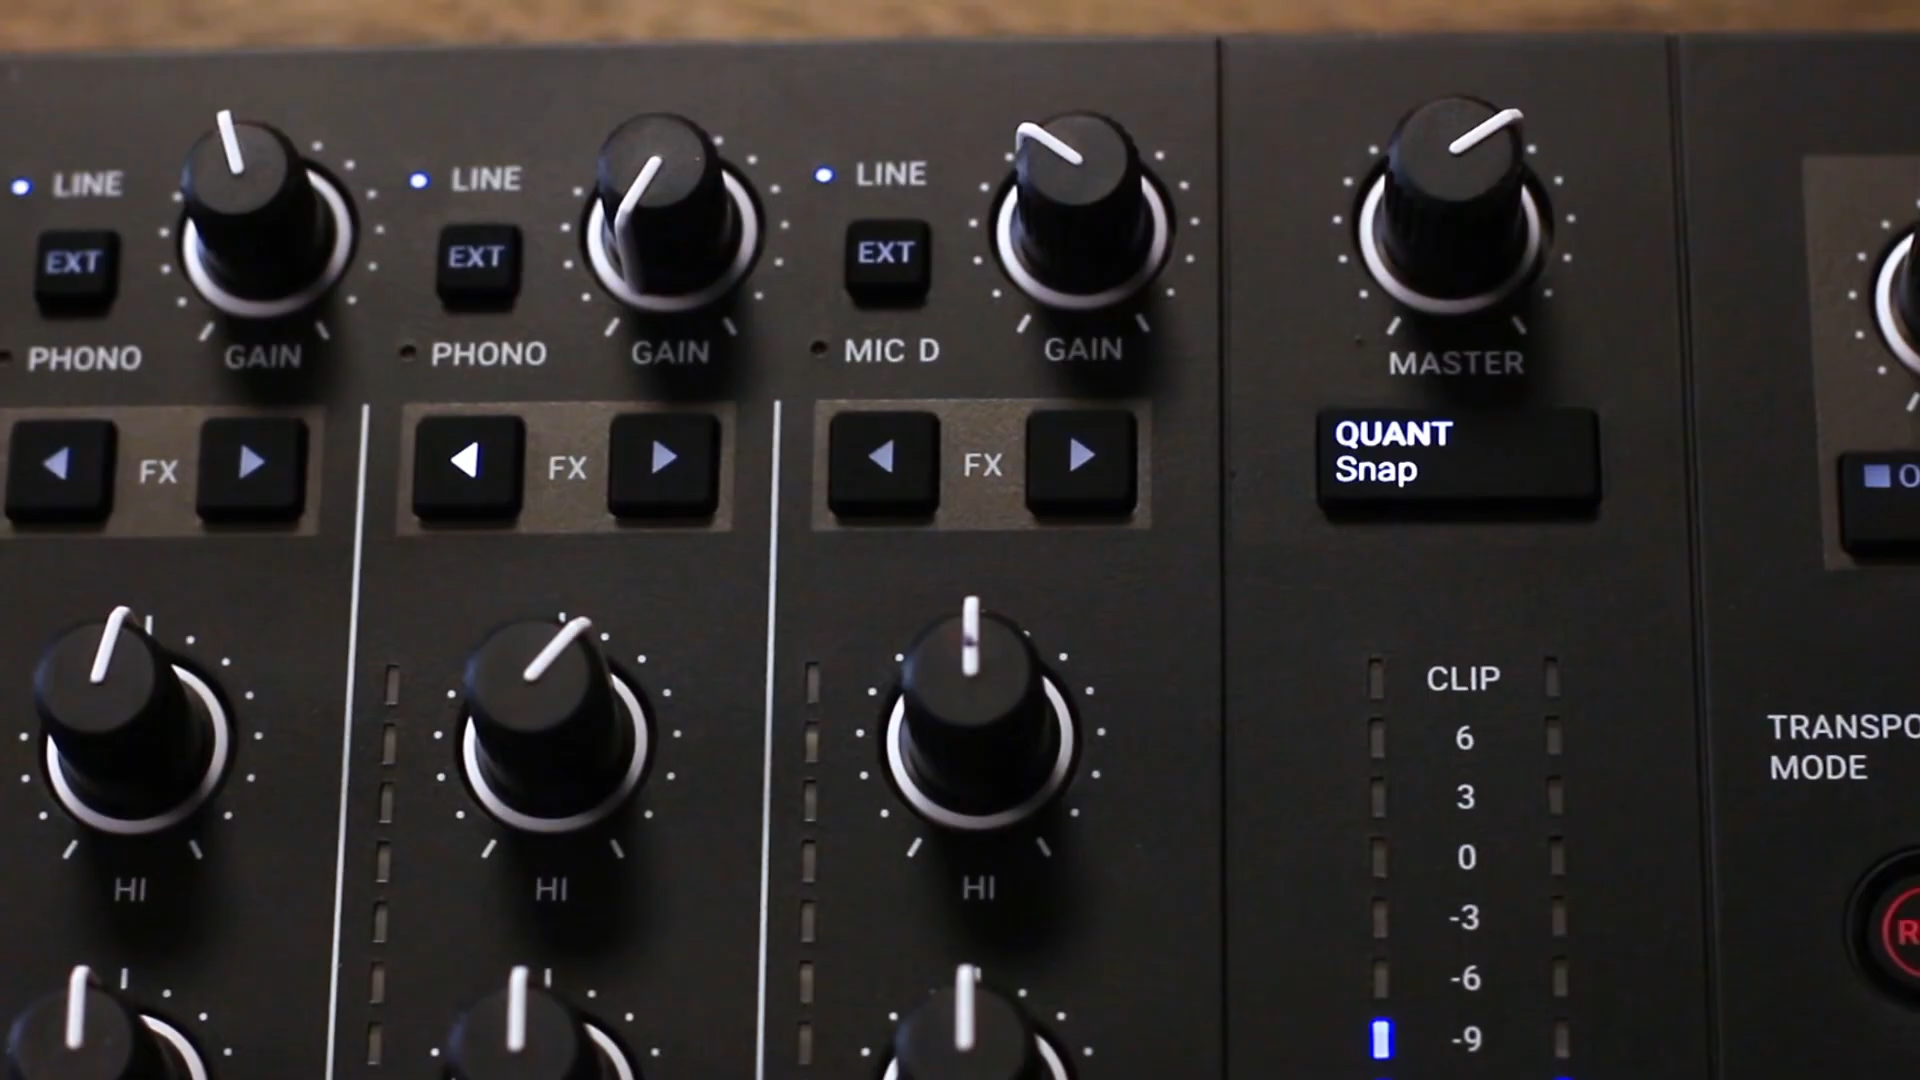 LINE
LINE
LINE
EXT
EXT
EXT
PHONO
GAIN
PHONO
GAIN
MIC D
GAIN
MASTER
FX
FX
FX
QUANT
Snap
HI
HI
HI
CLIP
6
3
0
-3
-6
-9
TRANSPO
MODE